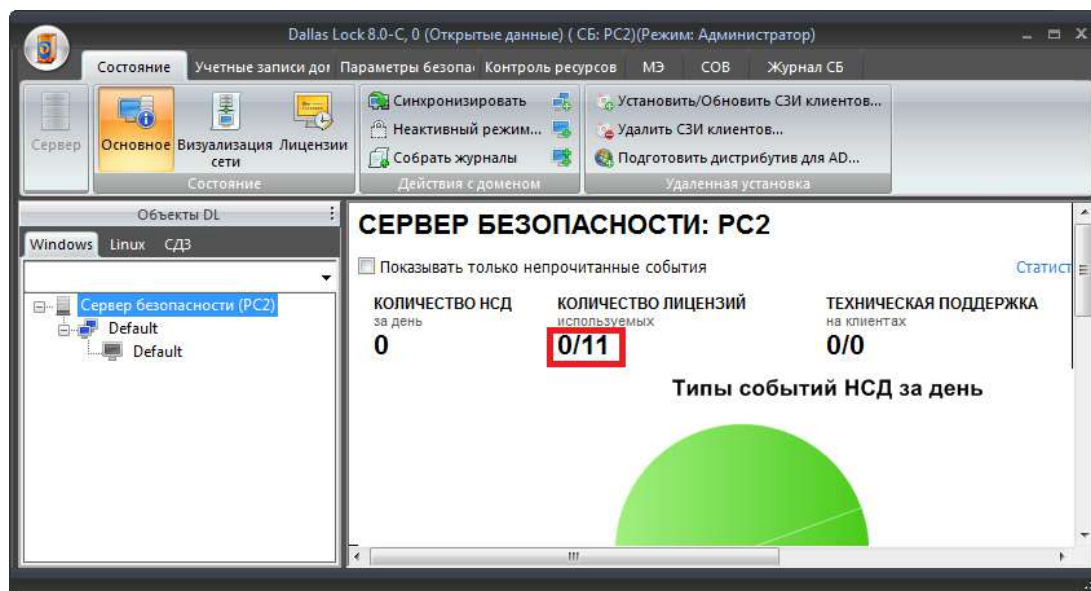 Dallas Lock 8.0-C, 0 (Открытые данные) ( СБ: PC2)(Режим: Администратор)
Состояние Учетные записи дог Параметры безопа Контроль ресурсов МЭ СОВ Журнал СБ
Сервер
Основное
Визуализация сети
Лицензии
Состояние
Синхронизировать
Неактивный режим...
Собрать журналы
Действия с доменом
Установить/Обновить СЗИ клиентов...
Удалить СЗИ клиентов...
Подготовить дистрибутив для AD...
Удаленная установка
Объекты DL
Windows Linux СДЗ
Сервер безопасности (PC2)
Default
Default
СЕРВЕР БЕЗОПАСНОСТИ: PC2
Показывать только непрочитанные события
Статист
КОЛИЧЕСТВО НСД
за день
0
КОЛИЧЕСТВО ЛИЦЕНЗИЙ
используемых
0/11
ТЕХНИЧЕСКАЯ ПОДДЕРЖКА
на клиентах
0/0
Типы событий НСД за день